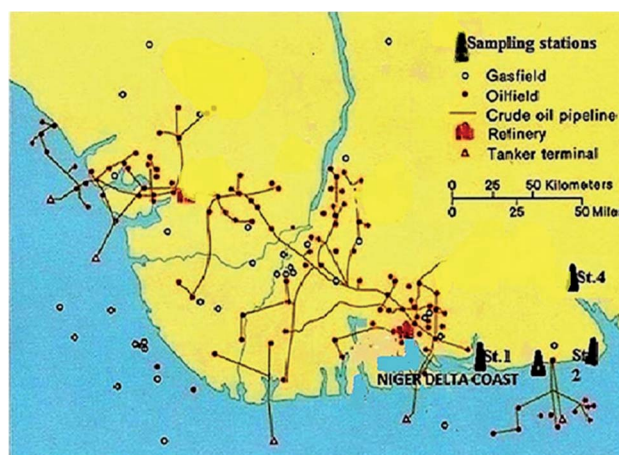 Sampling stations
Gasfield
Oilfield
Crude oil pipeline
Refinery
Tanker terminal
0 25 50 Kilometers
0 25 50 Mile
St.4
St.1
St
2
NIGER DELTA COAST